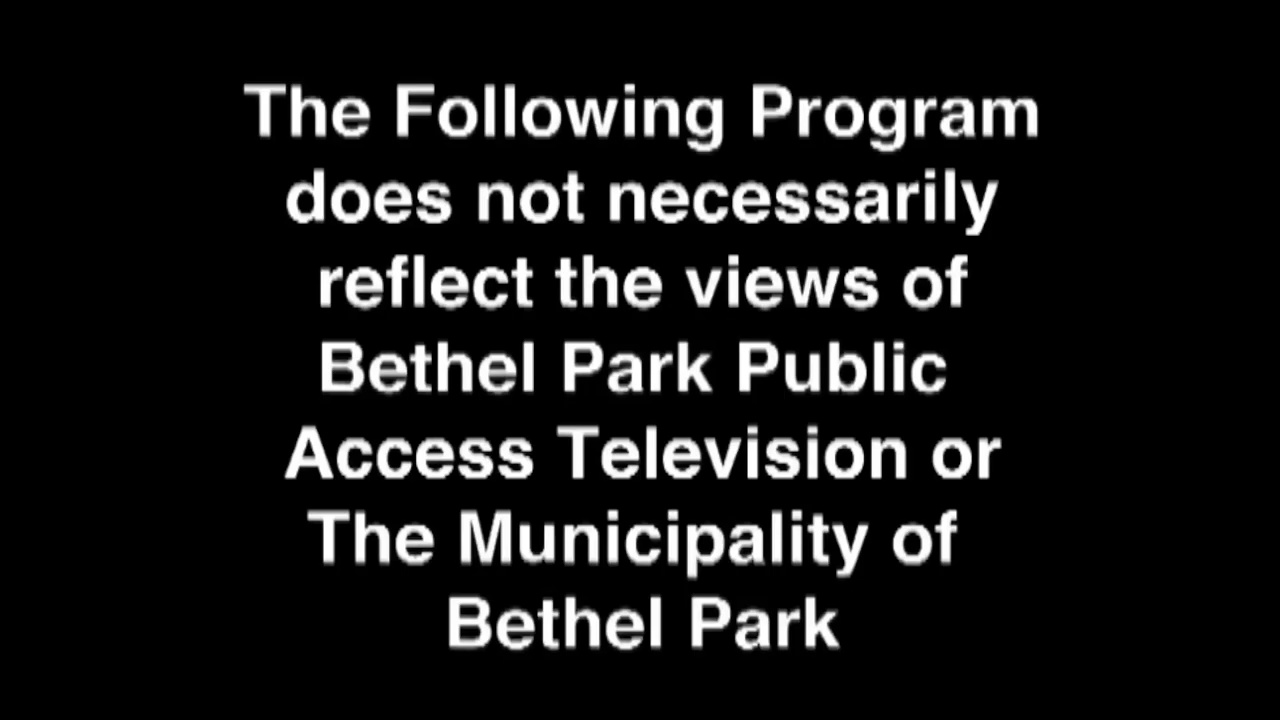 The Following Program
does not necessarily
reflect the views of
Bethel Park Public
Access Television or
The Municipality of
Bethel Park